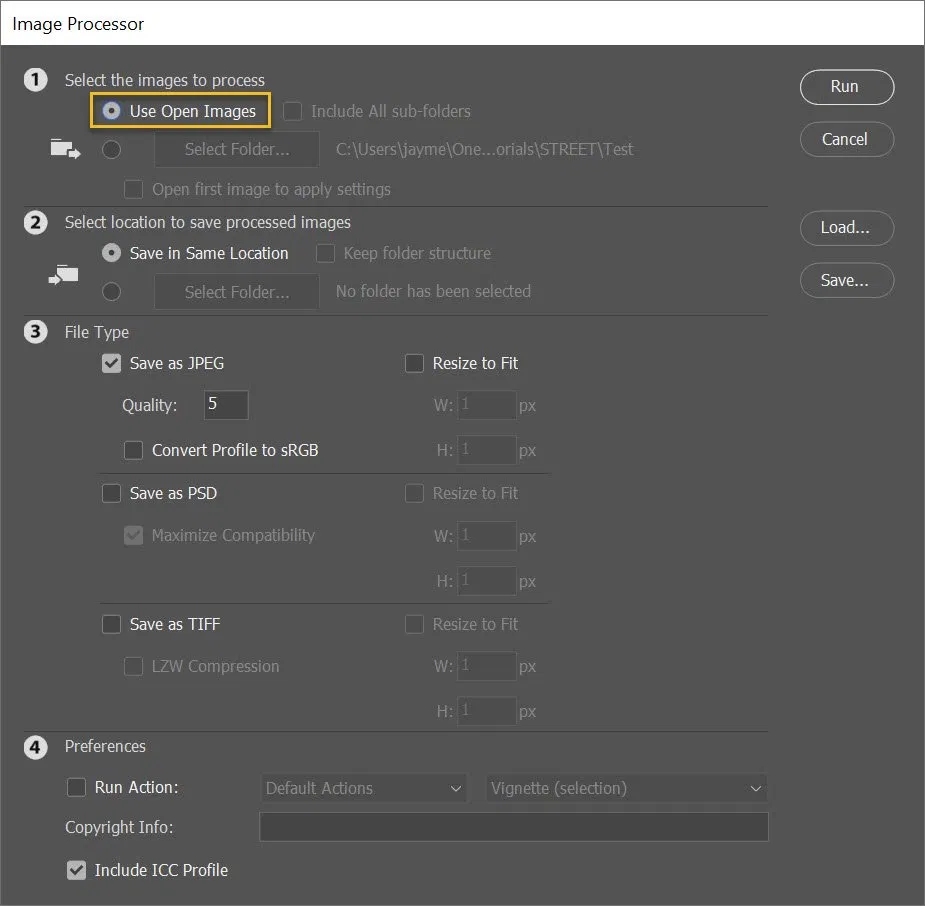 Image Processor
1 Select the images to process
Use Open Images Include All sub-folders
Select Folder... C:\Users\jayme\One...orials\STREET\Test
Open first image to apply settings
2 Select location to save processed images
Save in Same Location Keep folder structure
Select Folder... No folder has been selected
Run
Cancel
Load...
Save...
3 File Type
Save as JPEG Resize to Fit
Quality: 5 W: 1 px
Convert Profile to sRGB H: 1 px
Save as PSD Resize to Fit
Maximize Compatibility W: 1 px
H: 1 px
Save as TIFF Resize to Fit
LZW Compression W: 1 px
H: 1 px
4 Preferences
Run Action: Default Actions Vignette (selection)
Copyright Info:
Include ICC Profile